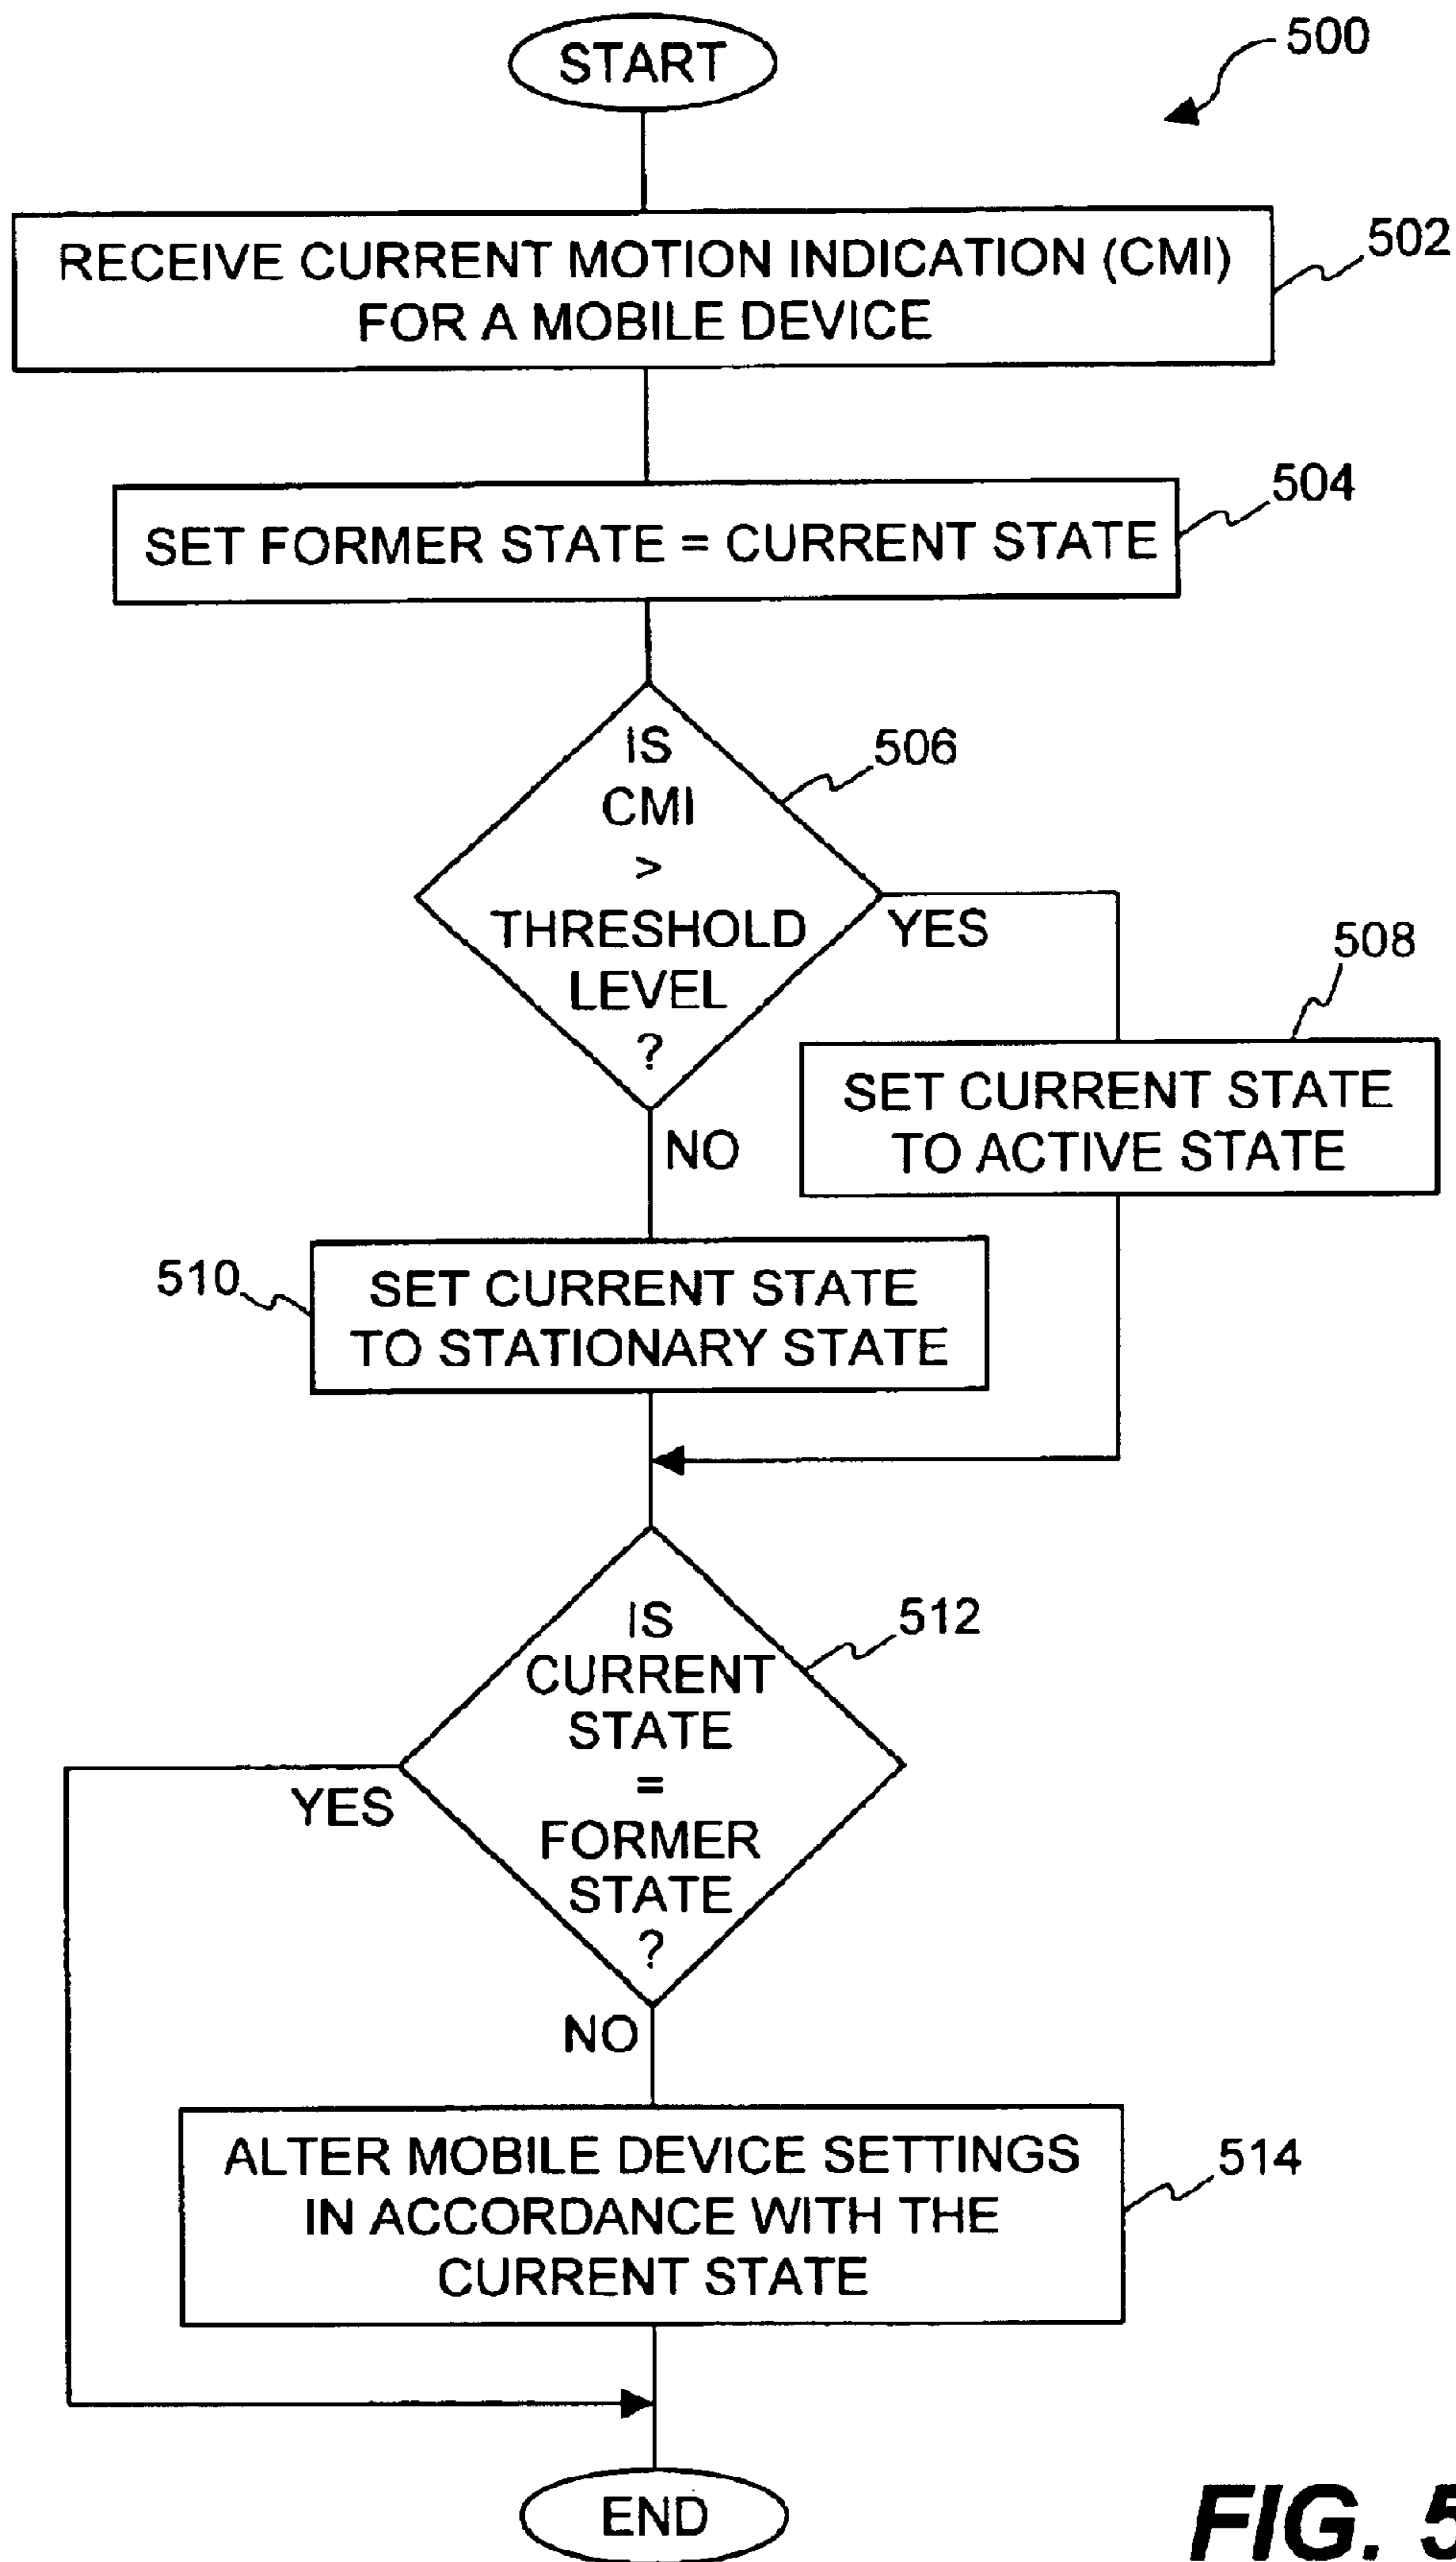 START
500
RECEIVE CURRENT MOTION INDICATION (CMI)
FOR A MOBILE DEVICE
502
SET FORMER STATE = CURRENT STATE
504
IS
CMI
>
THRESHOLD
LEVEL
?
506
YES
NO
508
SET CURRENT STATE
TO ACTIVE STATE
510
SET CURRENT STATE
TO STATIONARY STATE
IS
CURRENT
STATE
=
FORMER
STATE
?
512
YES
NO
ALTER MOBILE DEVICE SETTINGS
IN ACCORDANCE WITH THE
CURRENT STATE
514
END
FIG. 5